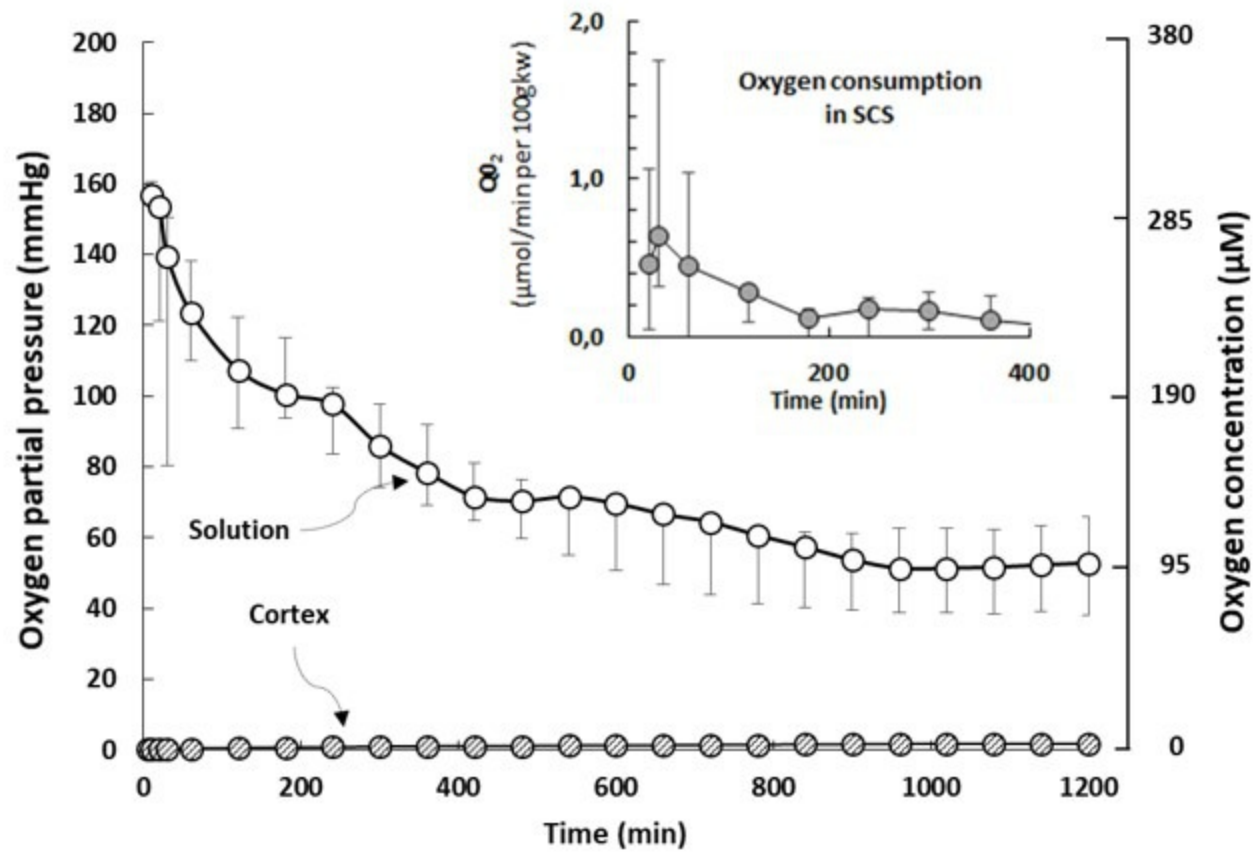 Oxygen partial pressure (mmHg)
200
180
160
140
120
100
80
60
40
20
0
0
200
400
600
800
1000
1200
Time (min)
Solution
Cortex
380
285
190
95
0
Oxygen concentration (µM)
Q0₂
(µmol/min per 100gkw)
2,0
1,0
0,0
Oxygen consumption
in SCS
0
200
400
Time (min)